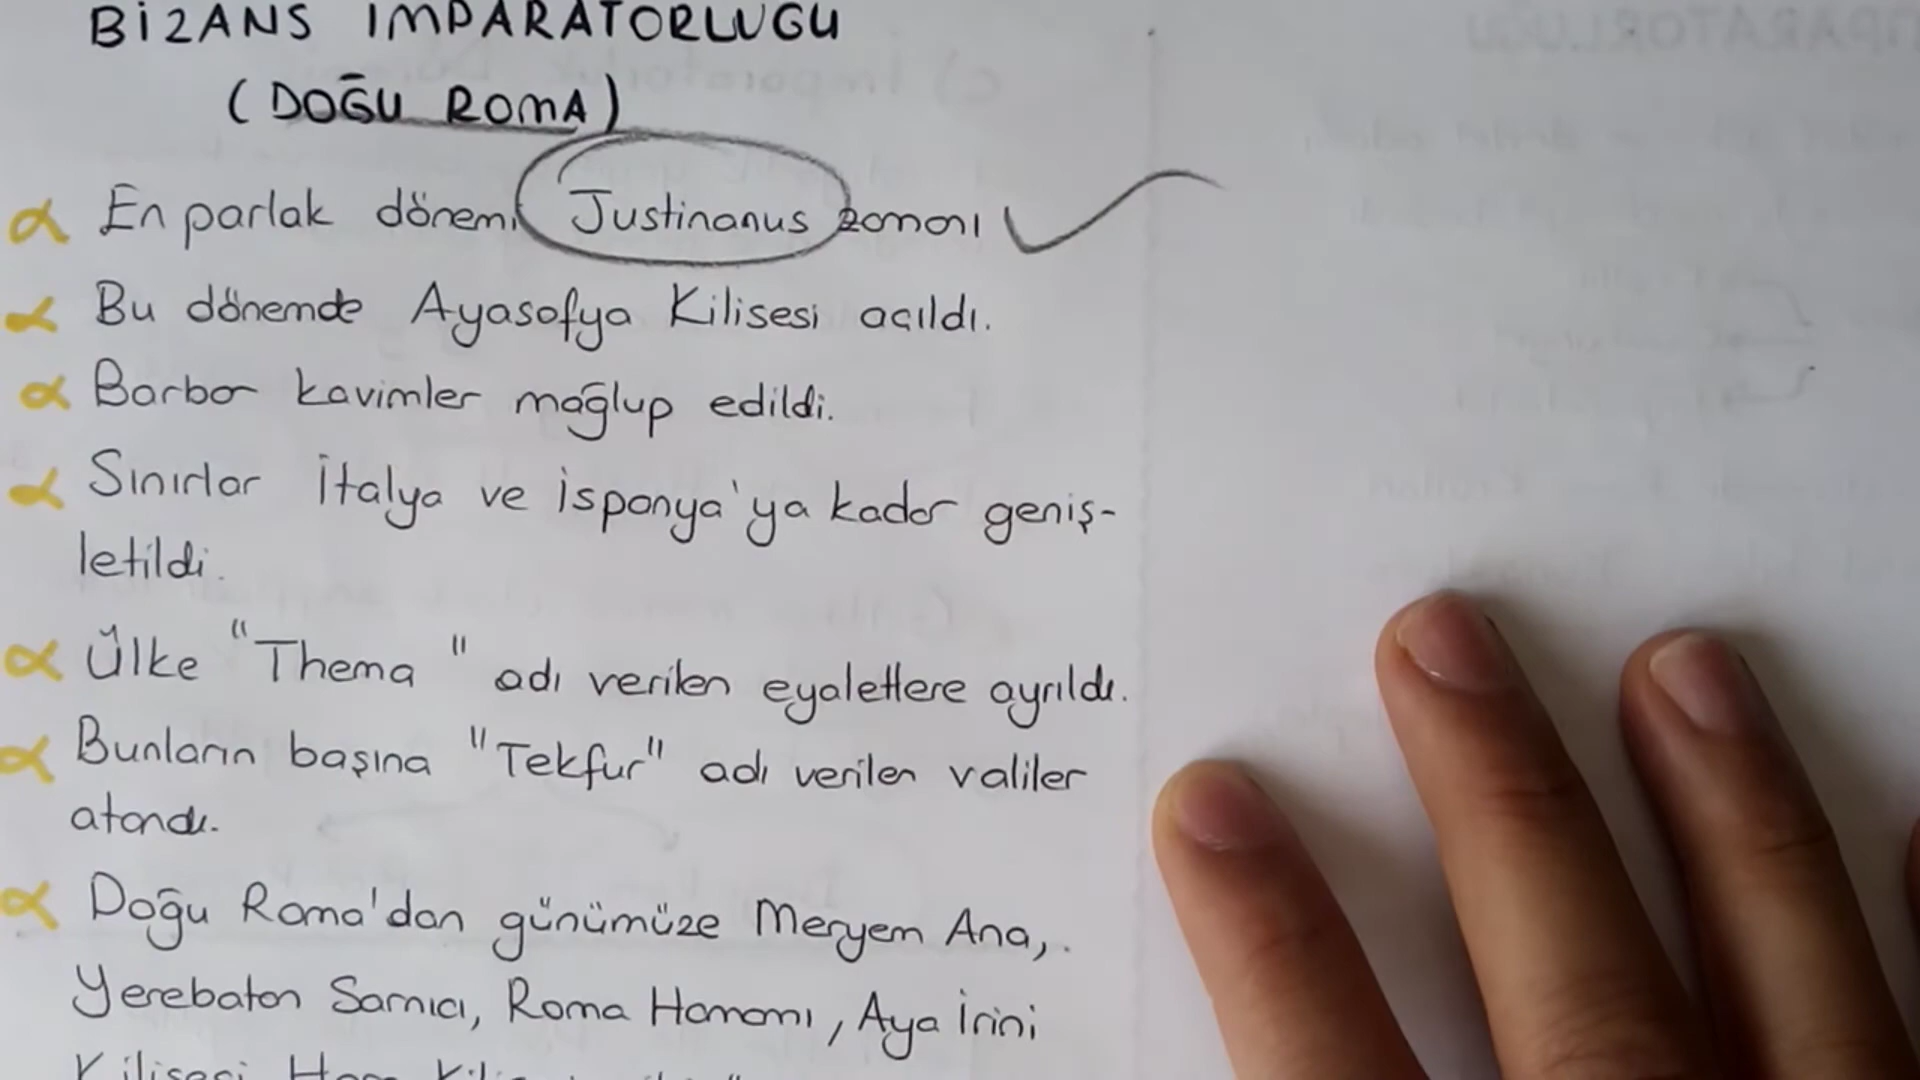 BİZANS IMPARATORLUGU
(DOĞU ROMA)
En parlak dönemi Justinanus zamanı
Bu dönemde Ayasofya Kilisesi açıldı.
Barbar kavimler mağlup edildi.
Sınırlar İtalya ve İspanya'ya kadar geniş-
letildi.
Ülke "Thema" adı verilen eyaletlere ayrıldı.
Bunların başına "Tekfur" adı verilen valiler
atandı.
Doğu Roma'dan günümüze Meryem Ana,
Yerebatan Sarnıcı, Roma Hamamı, Aya İrini
Kilisesi